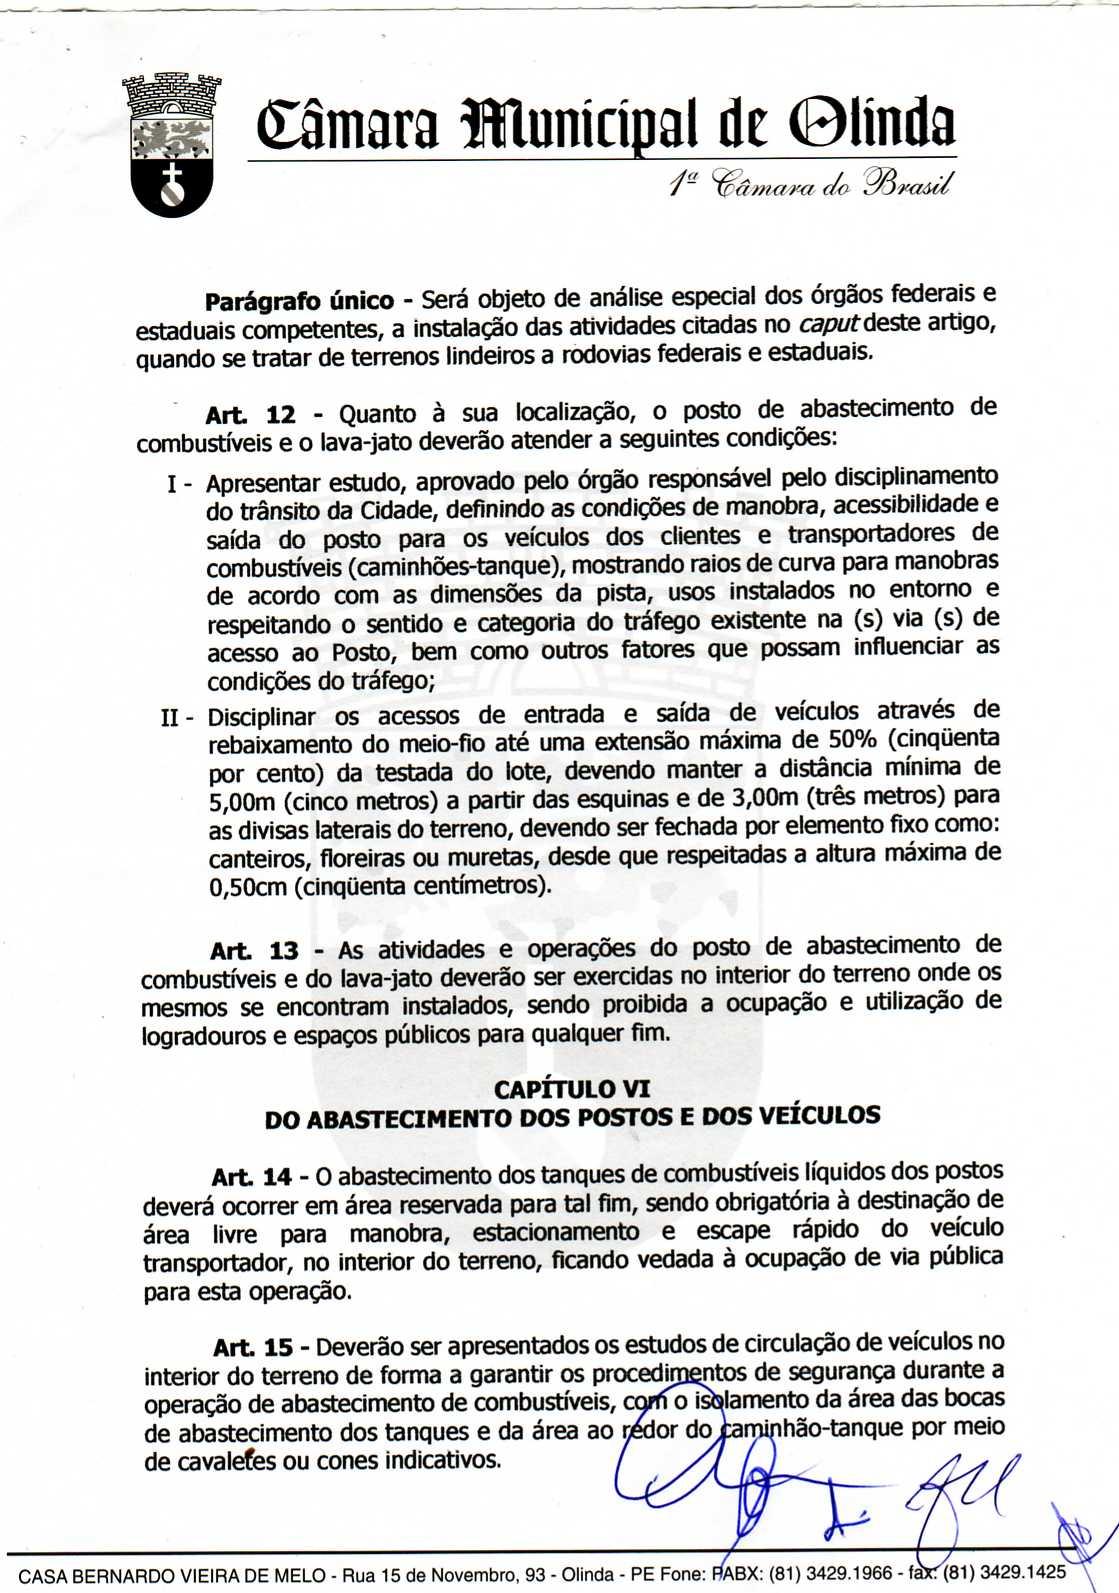 Câmara Municipal de Olinda
1ª Câmara do Brasil
Parágrafo único - Será objeto de análise especial dos órgãos federais e
estaduais competentes, a instalação das atividades citadas no caput deste artigo,
quando se tratar de terrenos lindeiros a rodovias federais e estaduais.
Art. 12 - Quanto à sua localização, o posto de abastecimento de
combustíveis e o lava-jato deverão atender a seguintes condições:
I - Apresentar estudo, aprovado pelo órgão responsável pelo disciplinamento
do trânsito da Cidade, definindo as condições de manobra, acessibilidade e
saída do posto para os veículos dos clientes e transportadores de
combustíveis (caminhões-tanque), mostrando raios de curva para manobras
de acordo com as dimensões da pista, usos instalados no entorno e
respeitando o sentido e categoria do tráfego existente na (s) via (s) de
acesso ao Posto, bem como outros fatores que possam influenciar as
condições do tráfego;
II - Disciplinar os acessos de entrada e saída de veículos através de
rebaixamento do meio-fio até uma extensão máxima de 50% (cinqüenta
por cento) da testada do lote, devendo manter a distância mínima de
5,00m (cinco metros) a partir das esquinas e de 3,00m (três metros) para
as divisas laterais do terreno, devendo ser fechada por elemento fixo como:
canteiros, floreiras ou muretas, desde que respeitadas a altura máxima de
0,50cm (cinqüenta centímetros).
Art. 13 - As atividades e operações do posto de abastecimento de
combustíveis e do lava-jato deverão ser exercidas no interior do terreno onde os
mesmos se encontram instalados, sendo proibida a ocupação e utilização de
logradouros e espaços públicos para qualquer fim.
CAPÍTULO VI
DO ABASTECIMENTO DOS POSTOS E DOS VEÍCULOS
Art. 14 - O abastecimento dos tanques de combustíveis líquidos dos postos
deverá ocorrer em área reservada para tal fim, sendo obrigatória à destinação de
área livre para manobra, estacionamento e escape rápido do veículo
transportador, no interior do terreno, ficando vedada à ocupação de via pública
para esta operação.
Art. 15 - Deverão ser apresentados os estudos de circulação de veículos no
interior do terreno de forma a garantir os procedimentos de segurança durante a
operação de abastecimento de combustíveis, com o isolamento da área das bocas
de abastecimento dos tanques e da área ao redor do caminhão-tanque por meio
de cavaletes ou cones indicativos.
CASA BERNARDO VIEIRA DE MELO - Rua 15 de Novembro, 93 - Olinda - PE Fone: PABX: (81) 3429.1966 - fax: (81) 3429.1425